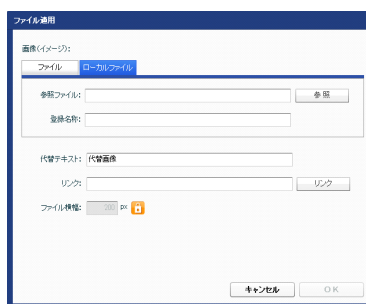 ファイル適用
画像(イメージ):
ファイル ローカルファイル
参照ファイル: 参照
登録名称:
代替テキスト: 代替画像
リンク: リンク
ファイル横幅: 300 px
キャンセル OK